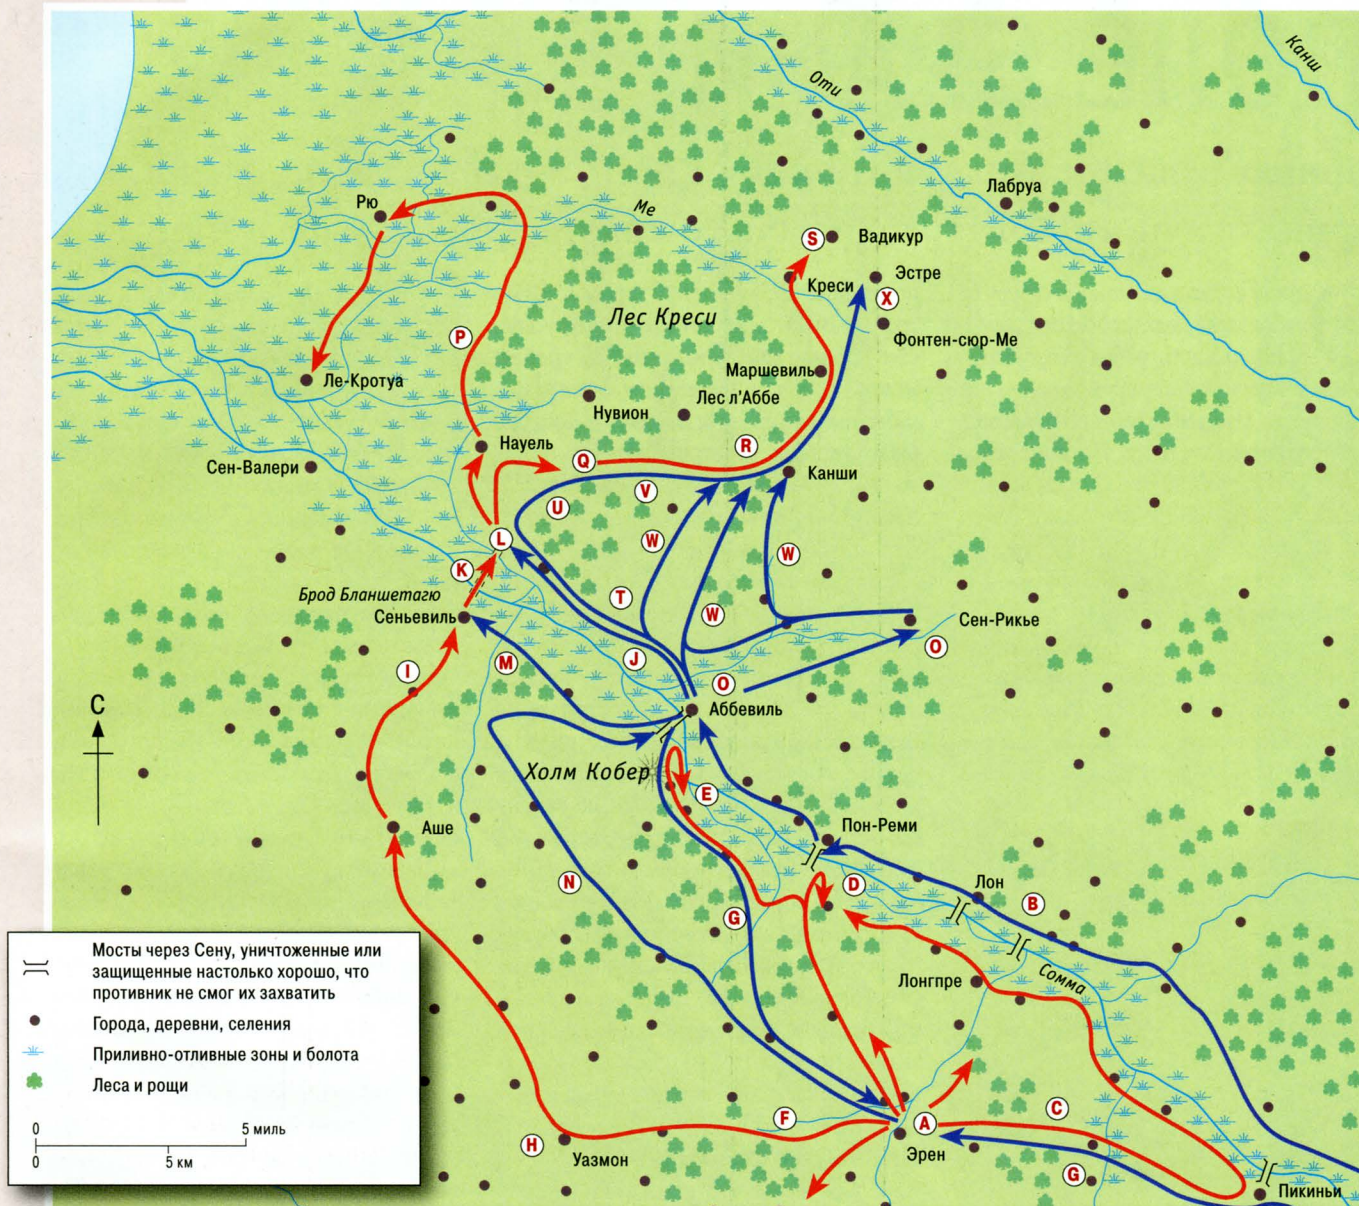 Канш
Оти
Лабруа
Рю
Ме
S
Вадикур
Эстре
Креси
X
Лес Креси
P
Фонтен-сюр-Ме
Маршевиль
Ле-Кротуа
Лес л'Аббе
Нувион
Науель
R
Сен-Валери
Q
Канши
V
U
L
W
W
K
Брод Бланшетагю
T
Сеньевиль
W
Сен-Рикье
O
J
M
I
O
С
Аббевиль
Холм Кобер
E
Аше
Пон-Реми
N
D
Лон
B
G
Лонгпре
Сомма
Мосты через Сену, уничтоженные или
защищенные настолько хорошо, что
противник не смог их захватить
Города, деревни, селения
Приливно-отливные зоны и болота
Леса и рощи
0
5 миль
0
5 км
F
A
C
H
Уазмон
Эрен
G
Пикиньи